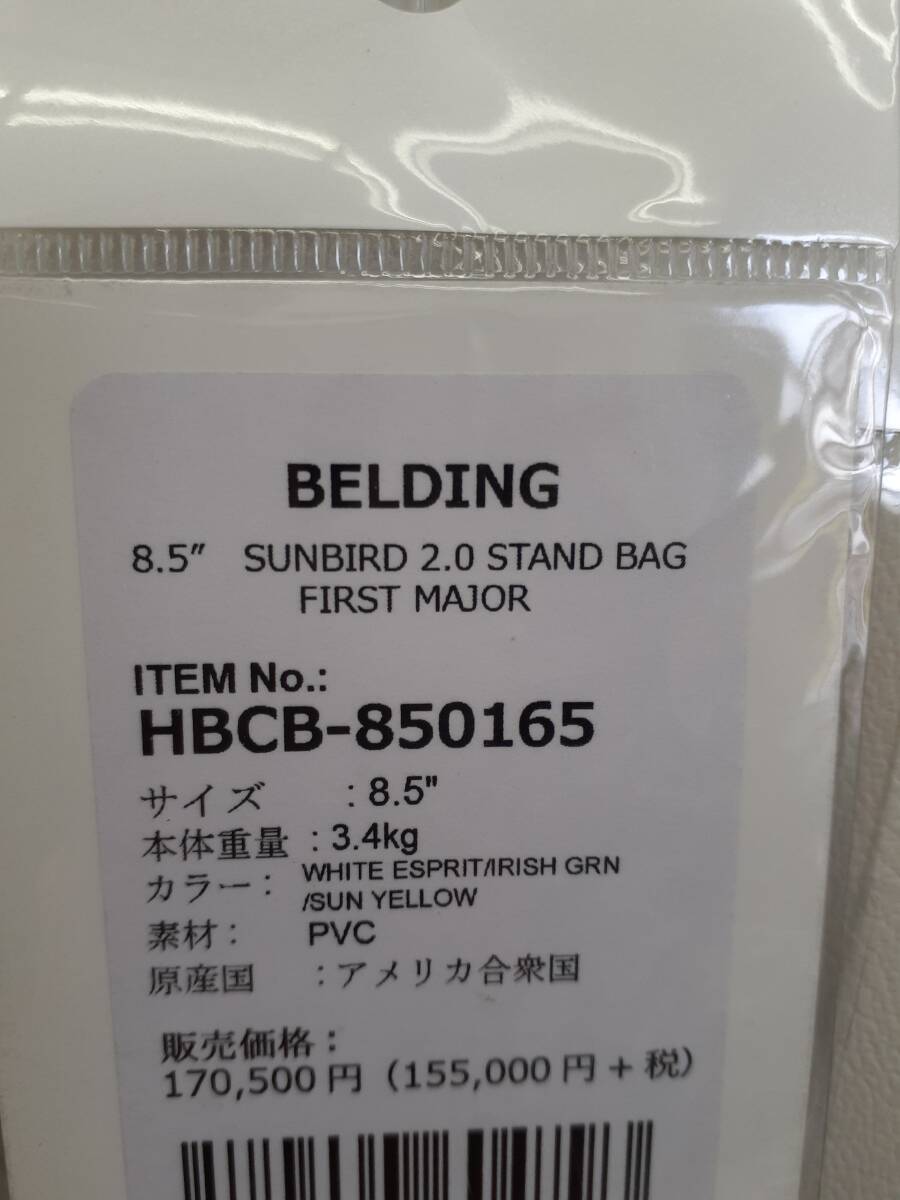 BELDING
8.5" SUNBIRD 2.0 STAND BAG
FIRST MAJOR
ITEM No.:
HBCB-850165
サイズ : 8.5"
本体重量 : 3.4kg
カラー : WHITE ESPRIT/IRISH GRN
/SUN YELLOW
素材 : PVC
原産国 : アメリカ合衆国
販売価格 :
170,500円 (155,000円 + 税)